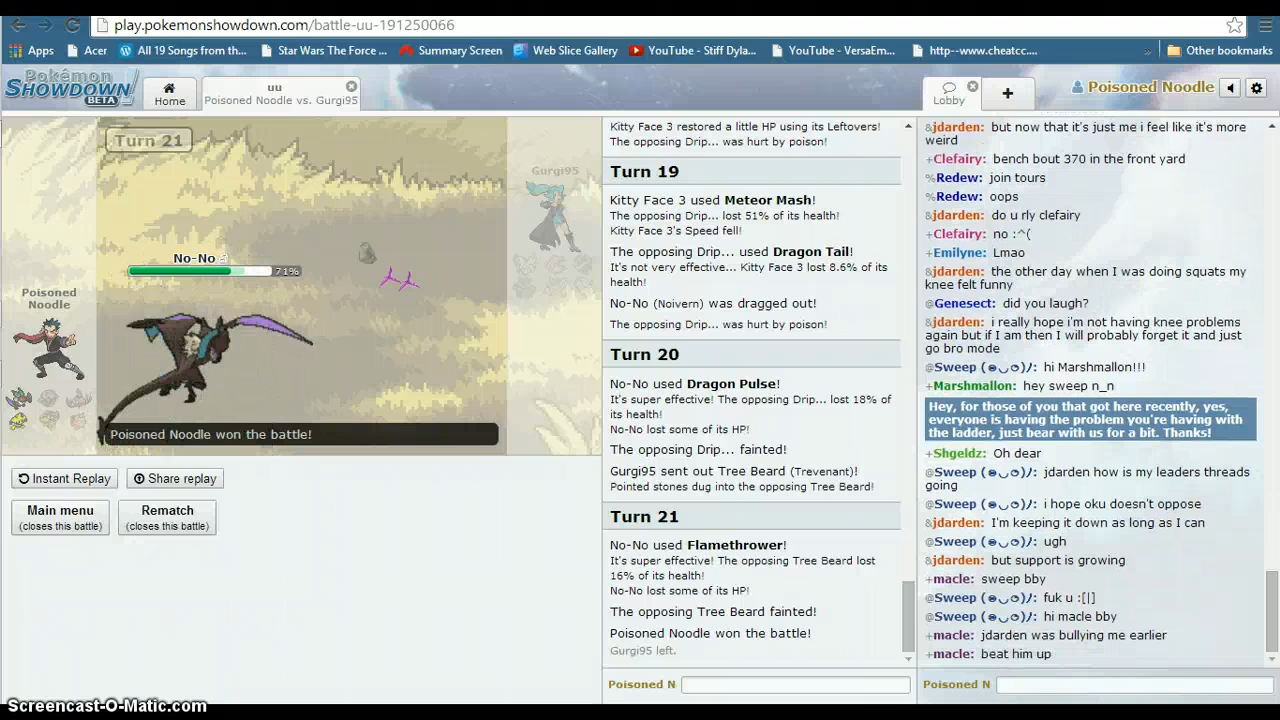 play.pokemonshowdown.com/battle-uu-191250066
Apps
Acer
All 19 Songs from th...
Star Wars The Force ...
Summary Screen
Web Slice Gallery
YouTube - Stiff Dyla...
YouTube - VersaEm...
http--www.cheatcc....
»
Other bookmarks
Pokémon
SHOWDOWN
BETA
Home
uu
Poisoned Noodle vs. Gurgi95
Lobby
+
Poisoned Noodle
Turn 21
Gurgi95
No-No
71%
Poisoned
Noodle
Poisoned Noodle won the battle!
Instant Replay
Share replay
Main menu
(closes this battle)
Rematch
(closes this battle)
Kitty Face 3 restored a little HP using its Leftovers!
The opposing Drip... was hurt by poison!
Turn 19
Kitty Face 3 used Meteor Mash!
The opposing Drip... lost 51% of its health!
Kitty Face 3's Speed fell!
The opposing Drip... used Dragon Tail!
It's not very effective... Kitty Face 3 lost 8.6% of its
health!
No-No (Noivern) was dragged out!
The opposing Drip... was hurt by poison!
Turn 20
No-No used Dragon Pulse!
It's super effective! The opposing Drip... lost 18% of
its health!
No-No lost some of its HP!
The opposing Drip... fainted!
Gurgi95 sent out Tree Beard (Trevenant)!
Pointed stones dug into the opposing Tree Beard!
Turn 21
No-No used Flamethrower!
It's super effective! The opposing Tree Beard lost
16% of its health!
No-No lost some of its HP!
The opposing Tree Beard fainted!
Poisoned Noodle won the battle!
Gurgi95 left.
Poisoned N
&jdarden: but now that it's just me i feel like it's more
weird
+Clefairy: bench bout 370 in the front yard
%Redew: join tours
%Redew: oops
&jdarden: do u rly clefairy
+Clefairy: no :^(
+Emilyne: Lmao
&jdarden: the other day when I was doing squats my
knee felt funny
@Genesect: did you laugh?
&jdarden: i really hope i'm not having knee problems
again but if I am then I will probably forget it and just
go bro mode
@Sweep (๏◡๏)ﾉ: hi Marshmallon!!!
+Marshmallon: hey sweep n_n
Hey, for those of you that got here recently, yes,
everyone is having the problem you're having with
the ladder, just bear with us for a bit. Thanks!
+Shgeldz: Oh dear
@Sweep (๏◡๏)ﾉ: jdarden how is my leaders threads
going
@Sweep (๏◡๏)ﾉ: i hope oku doesn't oppose
&jdarden: I'm keeping it down as long as I can
@Sweep (๏◡๏)ﾉ: ugh
&jdarden: but support is growing
+macle: sweep bby
@Sweep (๏◡๏)ﾉ: fuk u :[|]
@Sweep (๏◡๏)ﾉ: hi macle bby
+macle: jdarden was bullying me earlier
+macle: beat him up
Poisoned N
Screencast-O-Matic.com